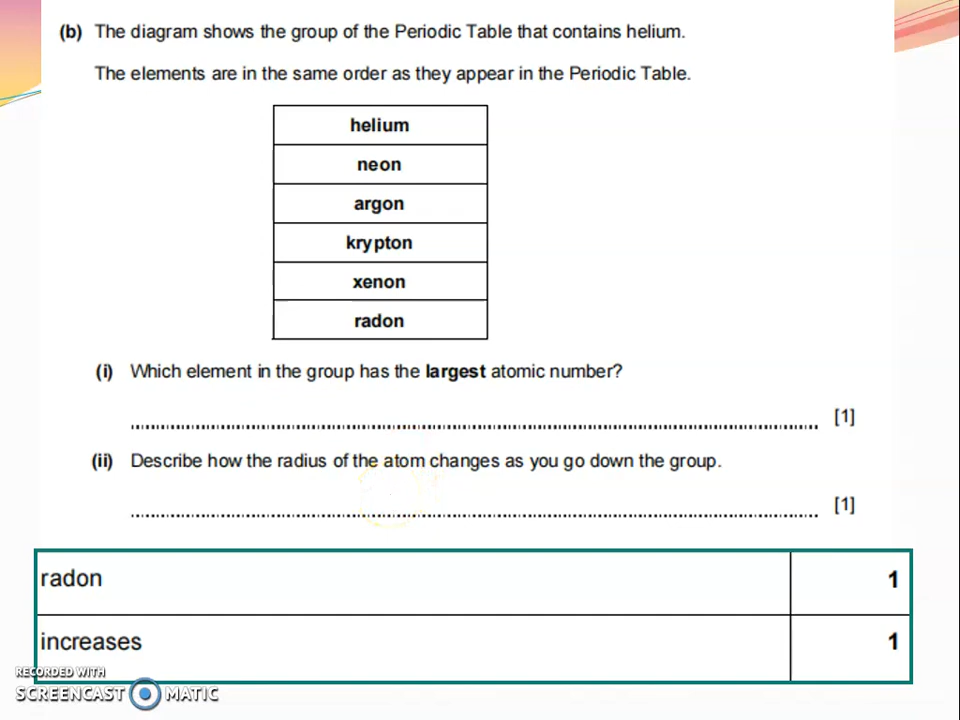 (b) The diagram shows the group of the Periodic Table that contains helium.
The elements are in the same order as they appear in the Periodic Table.
helium
neon
argon
krypton
xenon
radon
(i) Which element in the group has the largest atomic number?
[1]
(ii) Describe how the radius of the atom changes as you go down the group.
[1]
radon 1
increases 1
RECORDED WITH
SCREENCAST MATIC